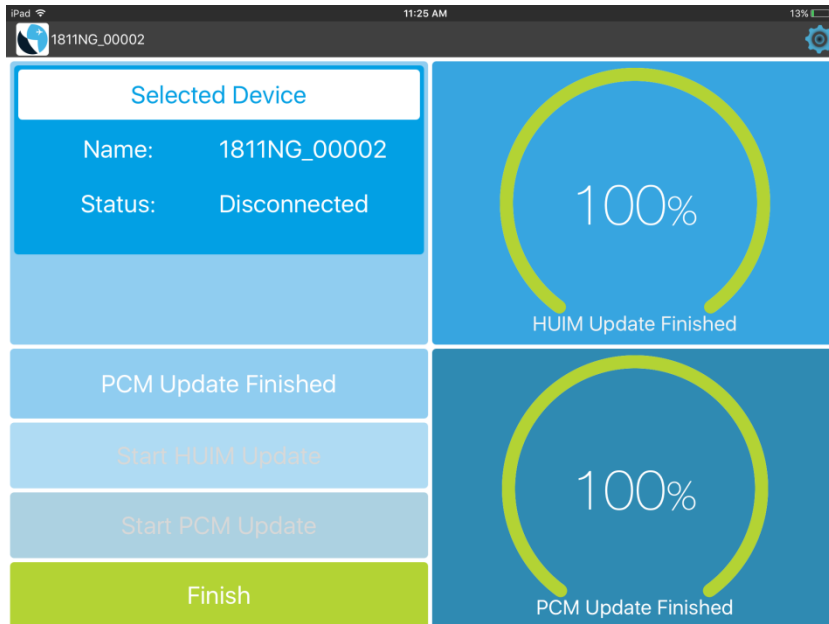 iPad 11:25 AM 13%
1811NG_00002
Selected Device
Name: 1811NG_00002
Status: Disconnected
100%
HUIM Update Finished
PCM Update Finished
Start HUIM Update
Start PCM Update
Finish
100%
PCM Update Finished